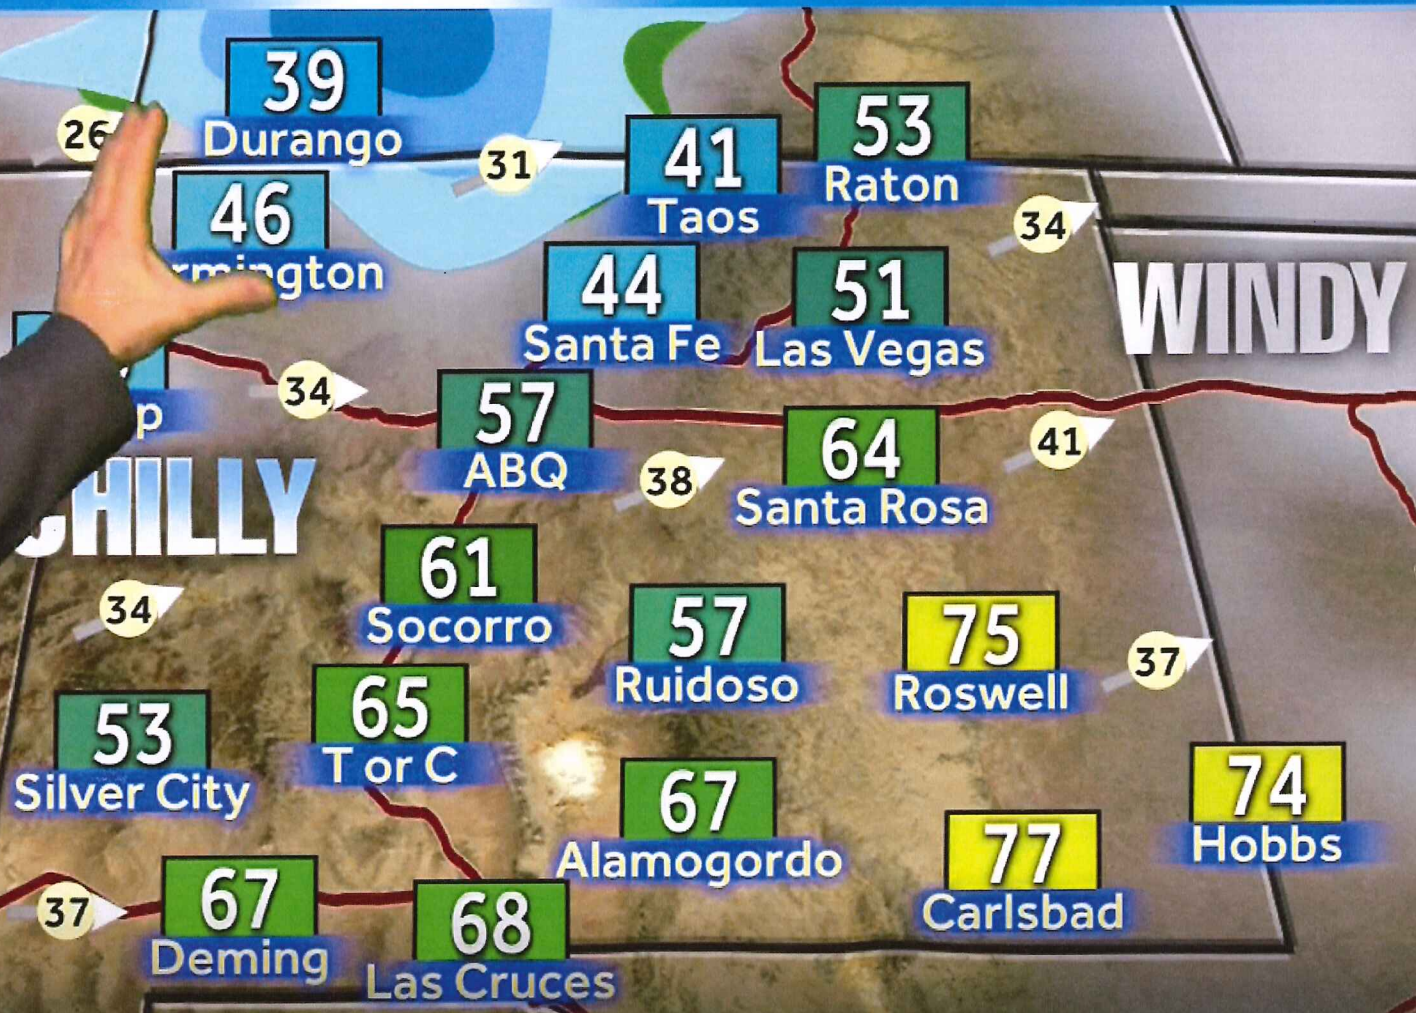 39
Durango
26
31
41
Taos
53
Raton
46
rmington
34
44
Santa Fe
51
Las Vegas
WINDY
34
p
57
ABQ
64
Santa Rosa
41
38
CHILLY
61
Socorro
34
57
Ruidoso
75
Roswell
37
53
Silver City
65
T or C
67
Alamogordo
74
Hobbs
77
Carlsbad
37
67
Deming
68
Las Cruces